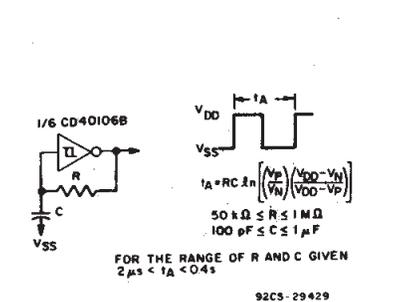 1/6 CD40106B
R
C
VSS
tA
VDD
VSS
tA = RC ln [(VP/VN)(VDD-VN/VDD-VP)]
50 kΩ ≤ R ≤ 1 MΩ
100 pF ≤ C ≤ 1 µF
FOR THE RANGE OF R AND C GIVEN
2µs < tA < 0.4s
92CS-29429